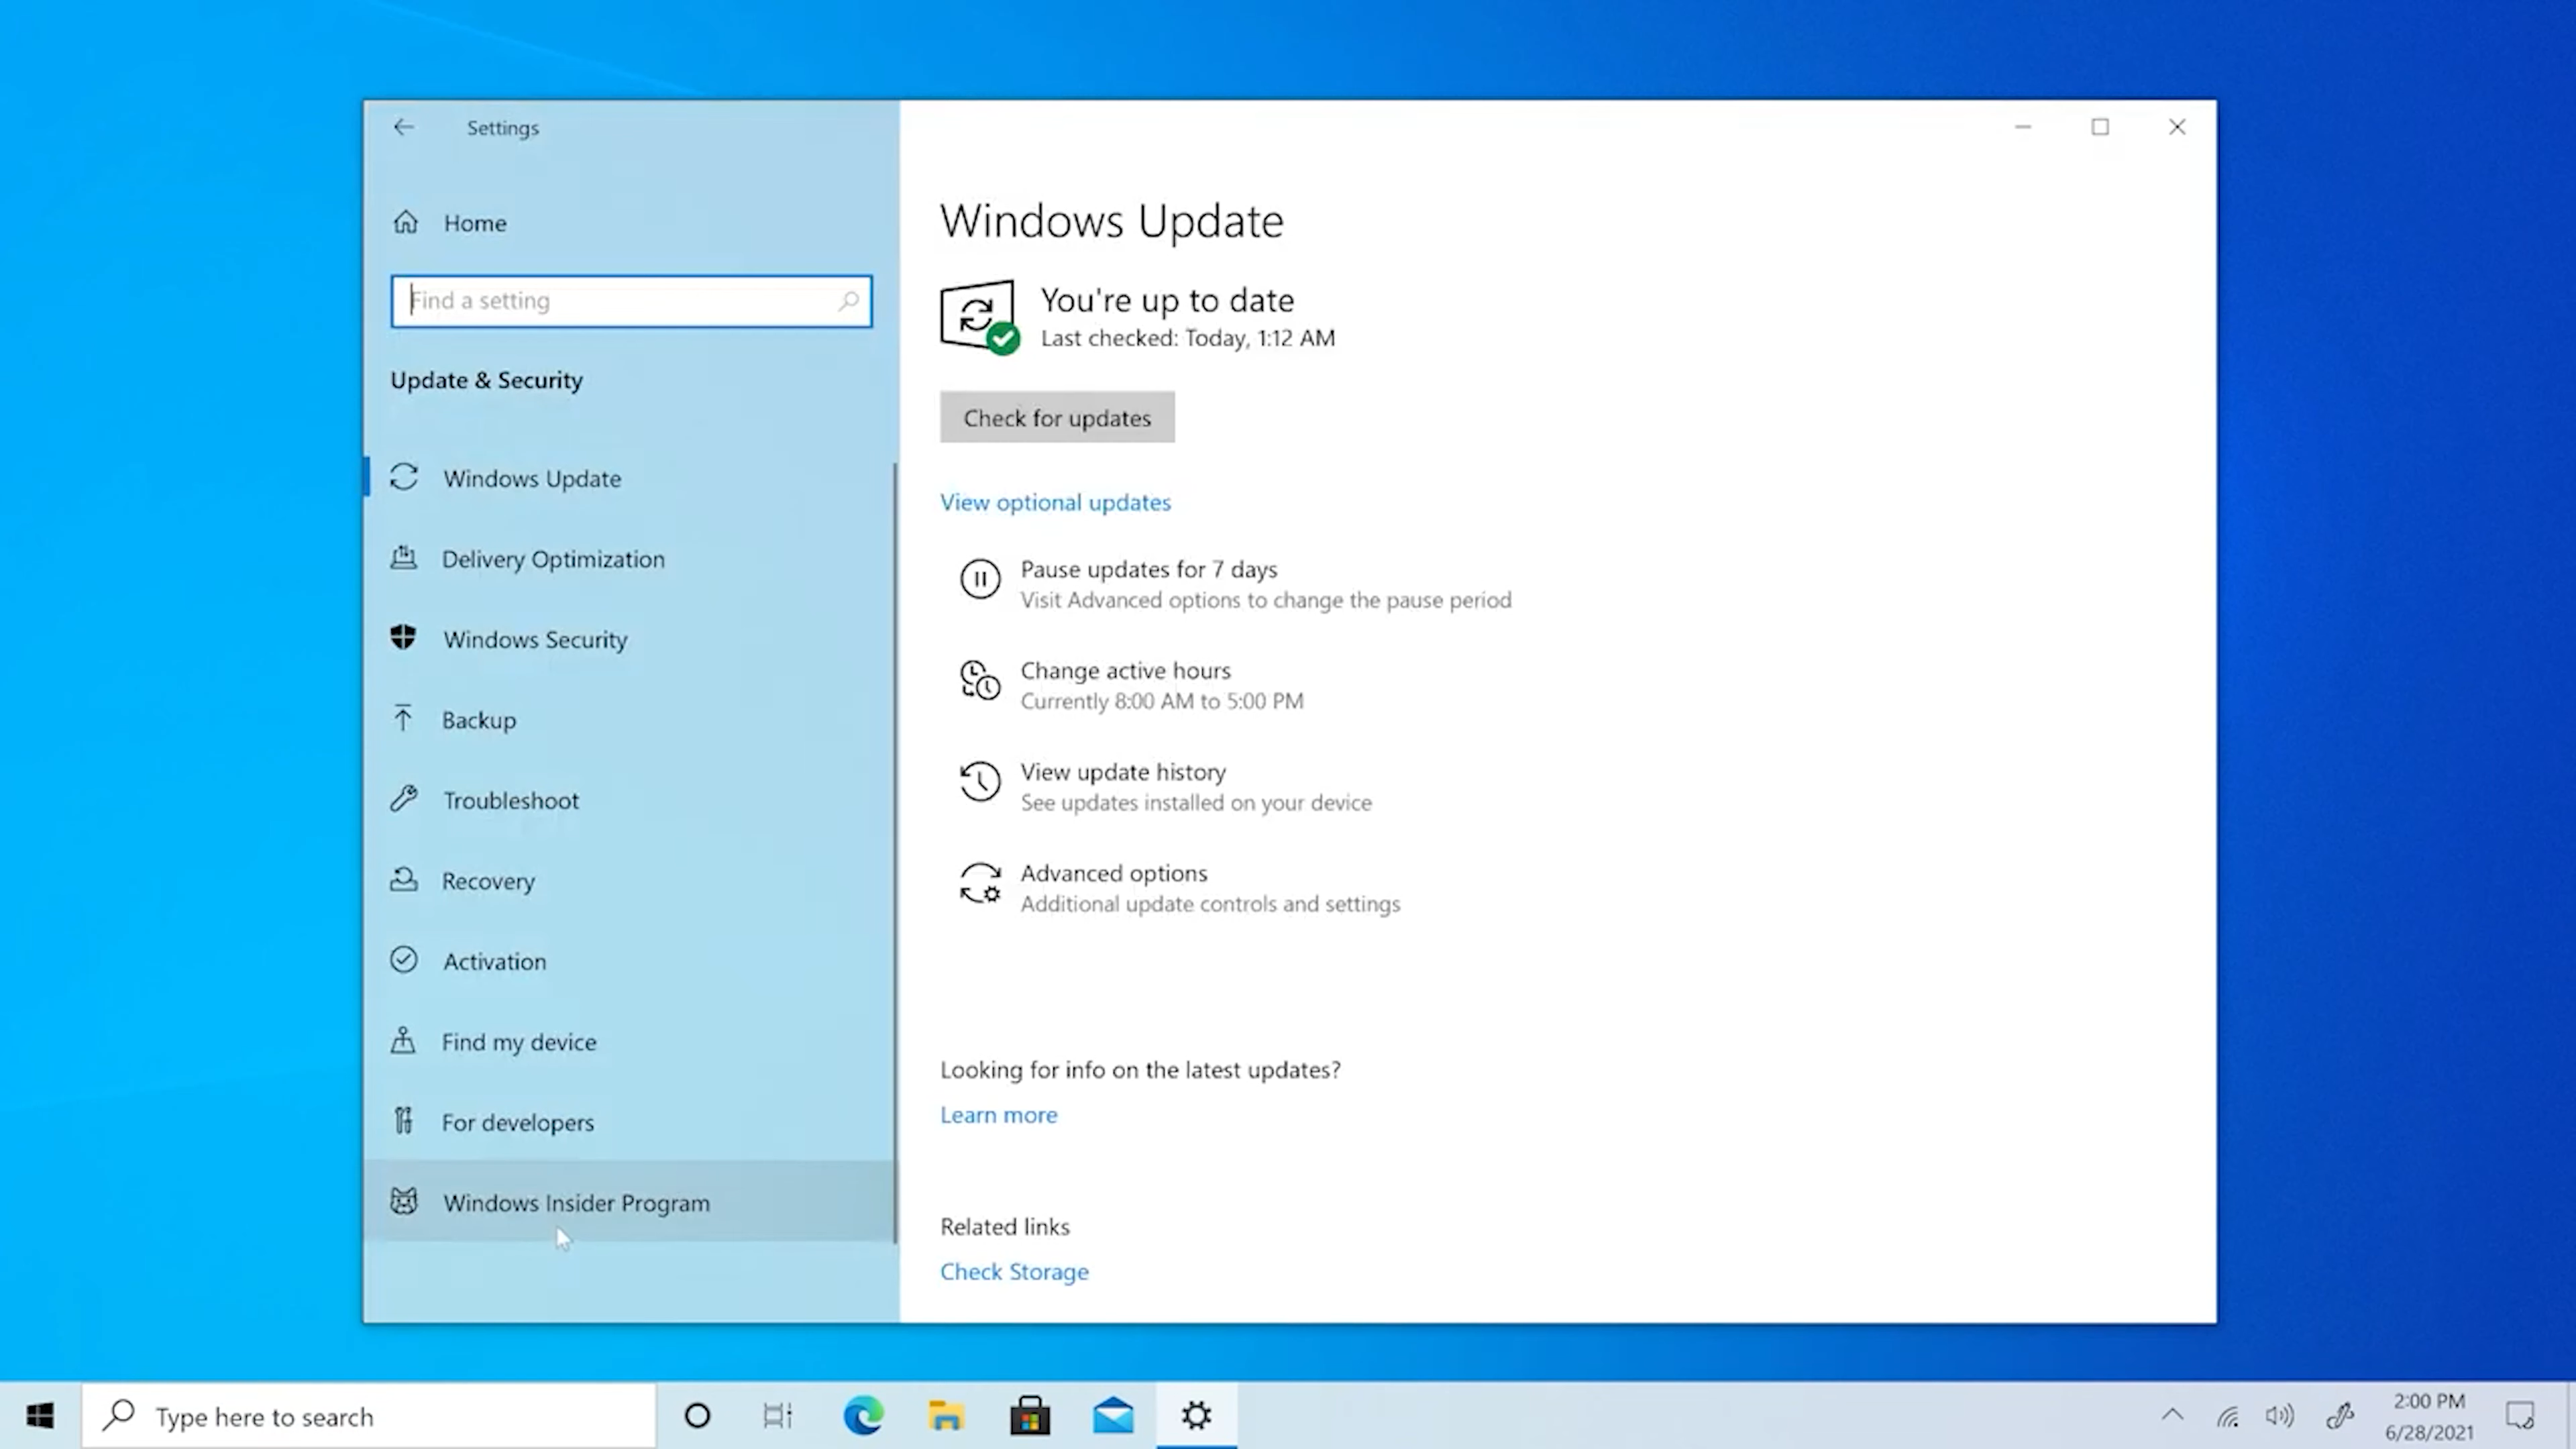 Settings
Home
Find a setting
Update & Security
Windows Update
Delivery Optimization
Windows Security
Backup
Troubleshoot
Recovery
Activation
Find my device
For developers
Windows Insider Program
Windows Update
You're up to date
Last checked: Today, 1:12 AM
Check for updates
View optional updates
Pause updates for 7 days
Visit Advanced options to change the pause period
Change active hours
Currently 8:00 AM to 5:00 PM
View update history
See updates installed on your device
Advanced options
Additional update controls and settings
Looking for info on the latest updates?
Learn more
Related links
Check Storage
Type here to search
2:00 PM
6/28/2021